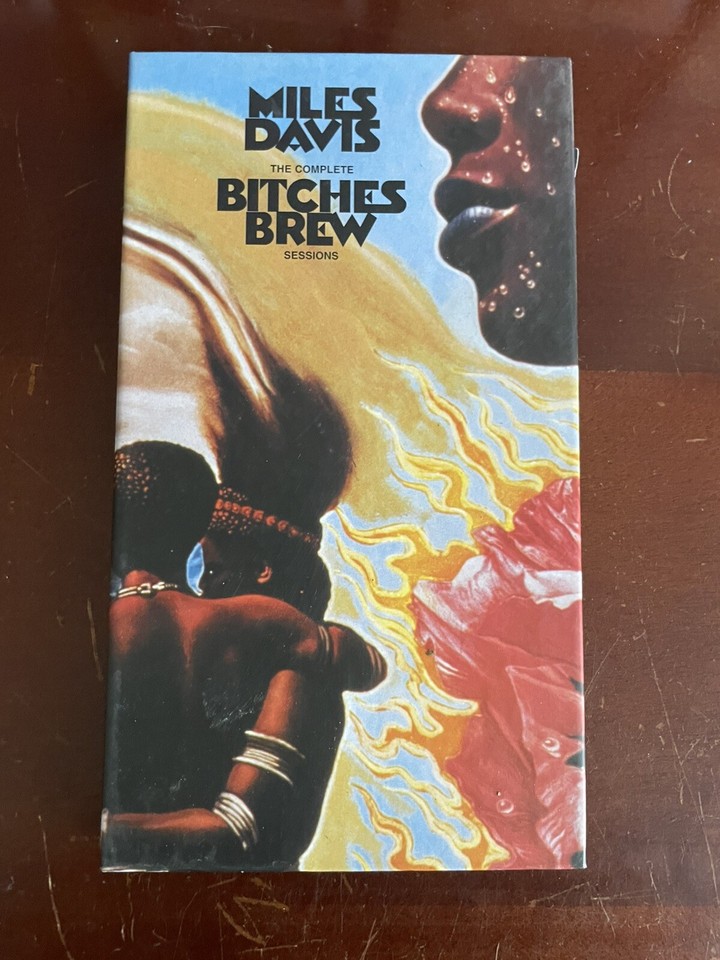 MILES
DAVIS
THE COMPLETE
BITCHES
BREW
SESSIONS